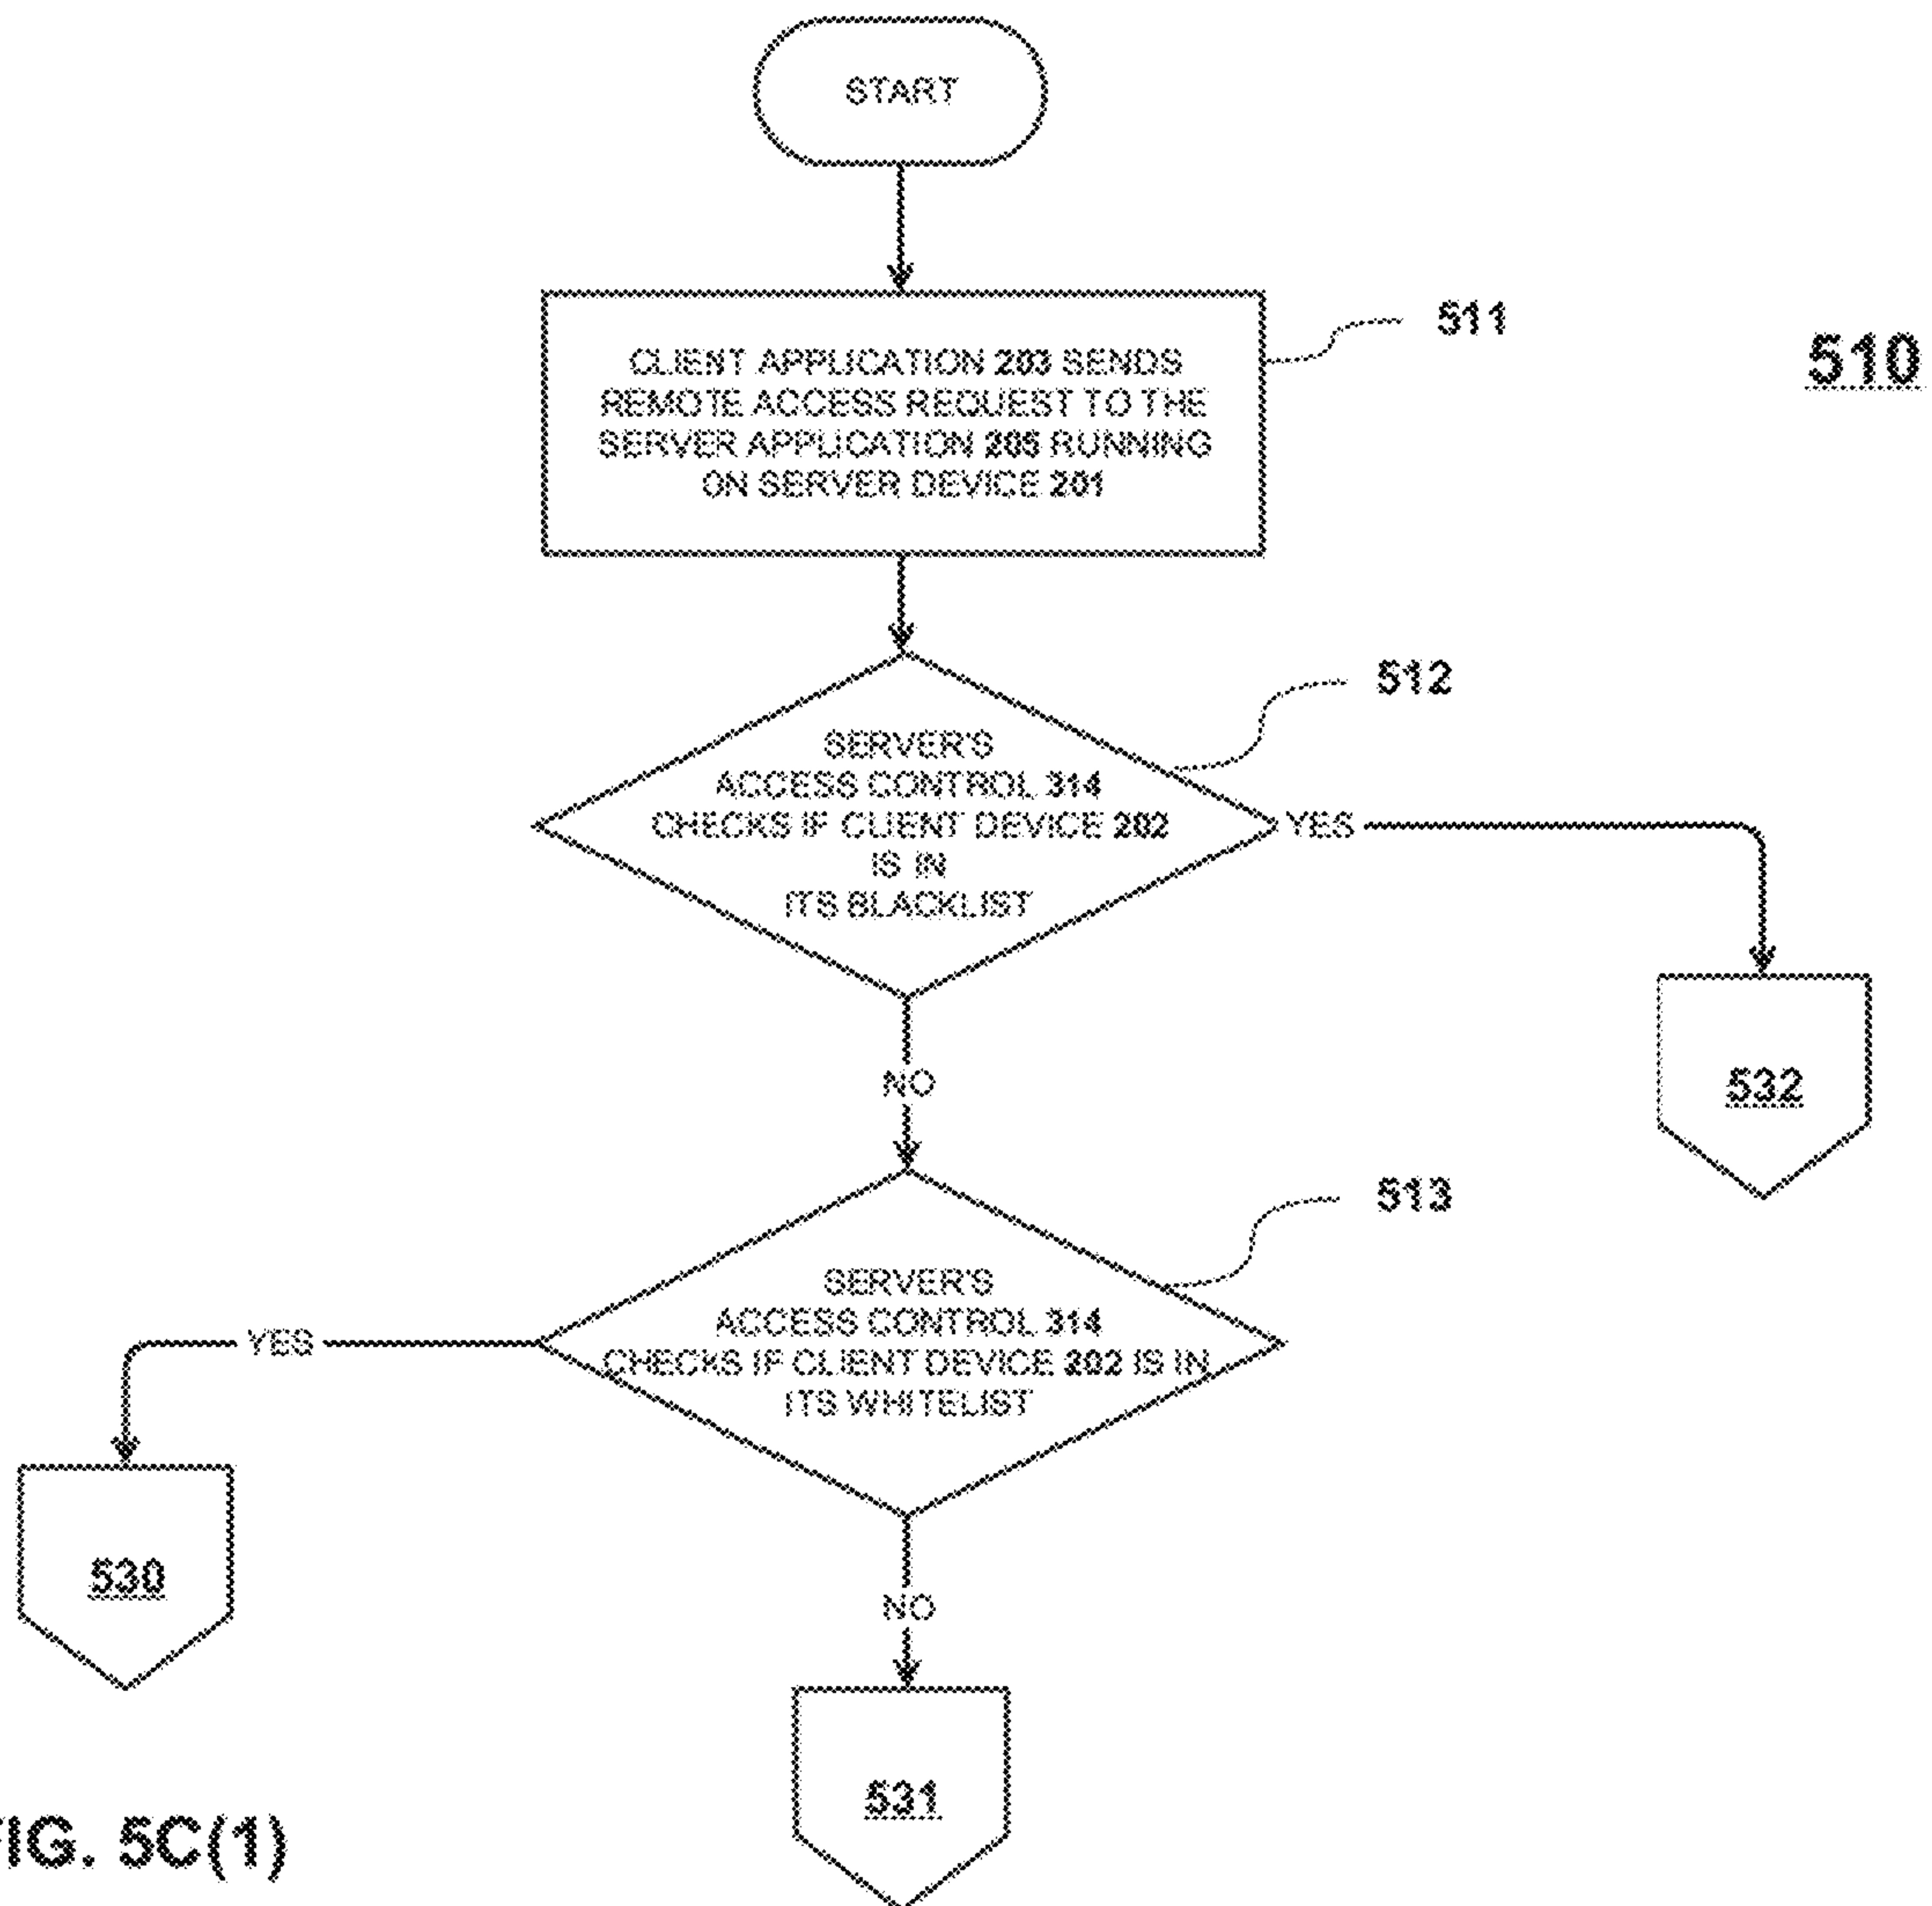 START
511
510
CLIENT APPLICATION 203 SENDS
REMOTE ACCESS REQUEST TO THE
SERVER APPLICATION 205 RUNNING
ON SERVER DEVICE 201
512
SERVER'S
ACCESS CONTROL 314
CHECKS IF CLIENT DEVICE 202
IS IN
ITS BLACKLIST
YES
532
NO
513
SERVER'S
ACCESS CONTROL 314
CHECKS IF CLIENT DEVICE 202 IS IN
ITS WHITELIST
YES
530
NO
531
FIG. 5C(1)